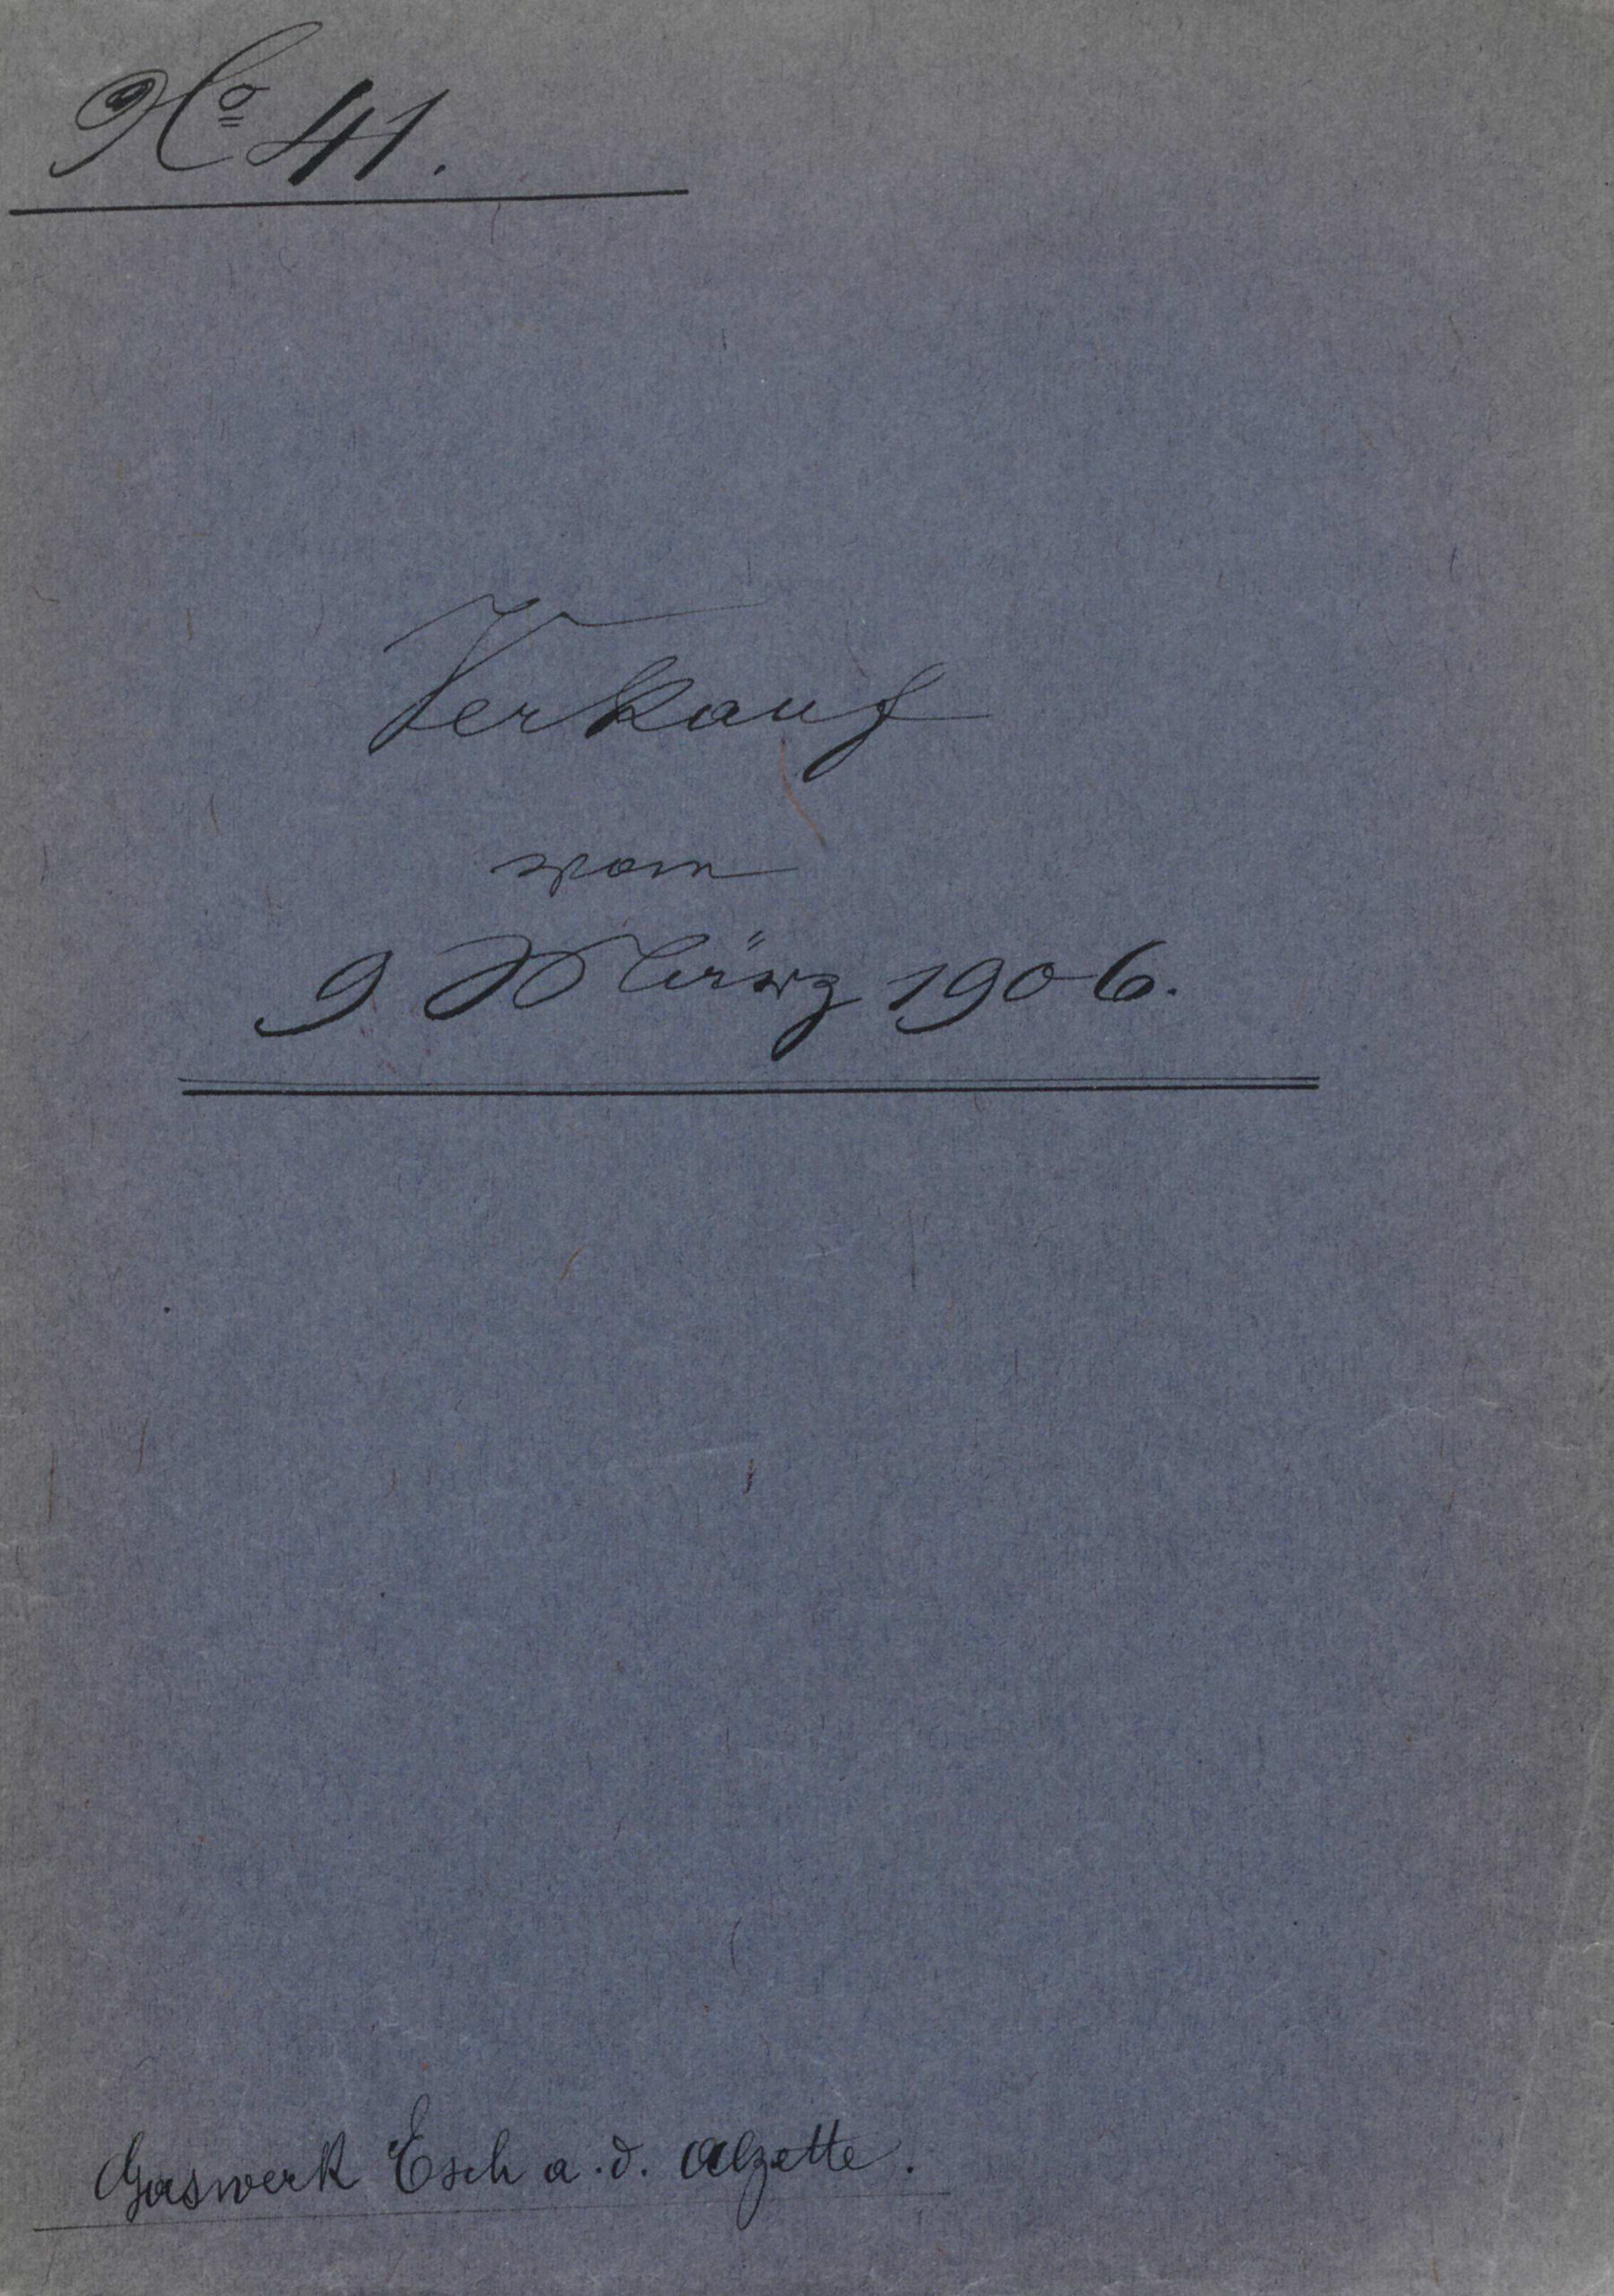 No 41.
Verkauf
vom
9 März 1906.
Gaswerk Esch a. d. Alzette.